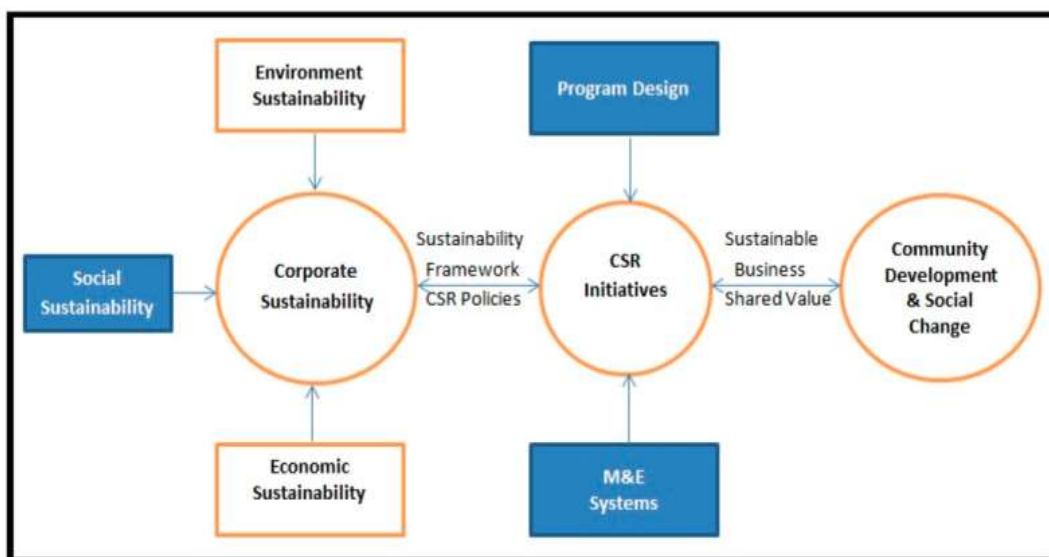 Environment
Sustainability
Program Design
Social
Sustainability
Corporate
Sustainability
Sustainability
Framework
CSR Policies
CSR
Initiatives
Sustainable
Business
Shared Value
Community
Development
& Social
Change
Economic
Sustainability
M&E
Systems